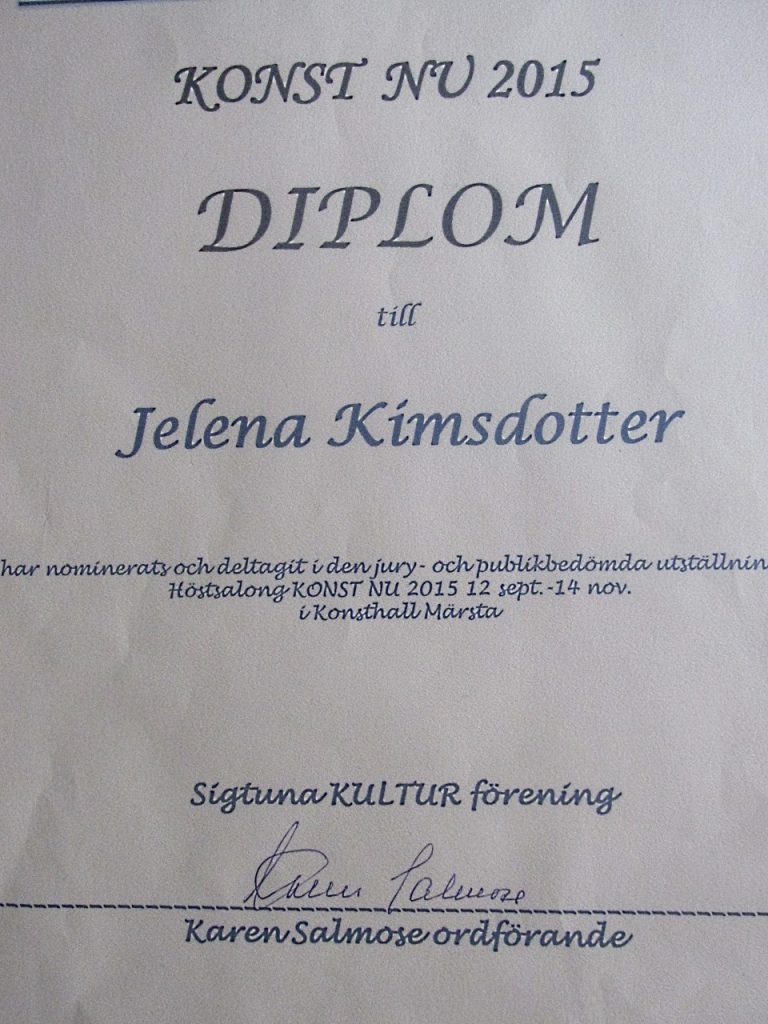 KONST NU 2015
DIPLOM
till
Jelena Kimsdotter
har nominerats och deltagit i den jury- och publikbedömda utställnin
Höstsalong KONST NU 2015 12 sept.-14 nov.
i Konsthall Märsta
Sigtuna KULTUR förening
Karen Salmose
Karen Salmose ordförande